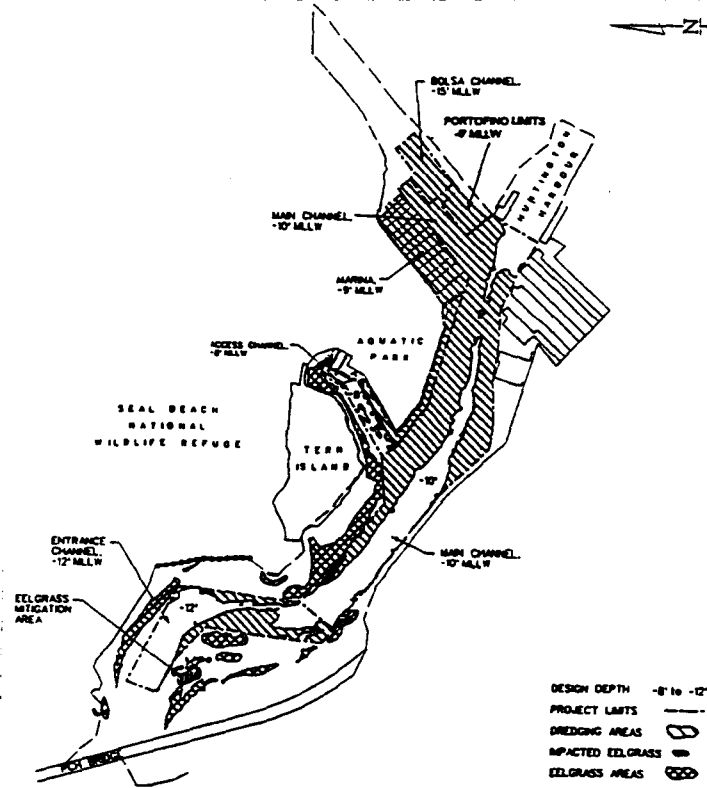 N
BOLSA CHANNEL,
-15' MLLW
PORTOFINO LIMITS
-8' MLLW
HUNTINGTON
HARBOUR
MAIN CHANNEL,
-10' MLLW
MARINA,
-9' MLLW
ACCESS CHANNEL,
-8' MLLW
AQUATIC
PARK
SEAL BEACH
NATIONAL
WILDLIFE REFUGE
TERN
ISLAND
-10'
ENTRANCE
CHANNEL,
-12' MLLW
MAIN CHANNEL,
-10' MLLW
EELGRASS
MITIGATION
AREA
-12'
PCH BRIDGE
DESIGN DEPTH -8' to -12'
PROJECT LIMITS
DREDGING AREAS
IMPACTED EELGRASS
EELGRASS AREAS